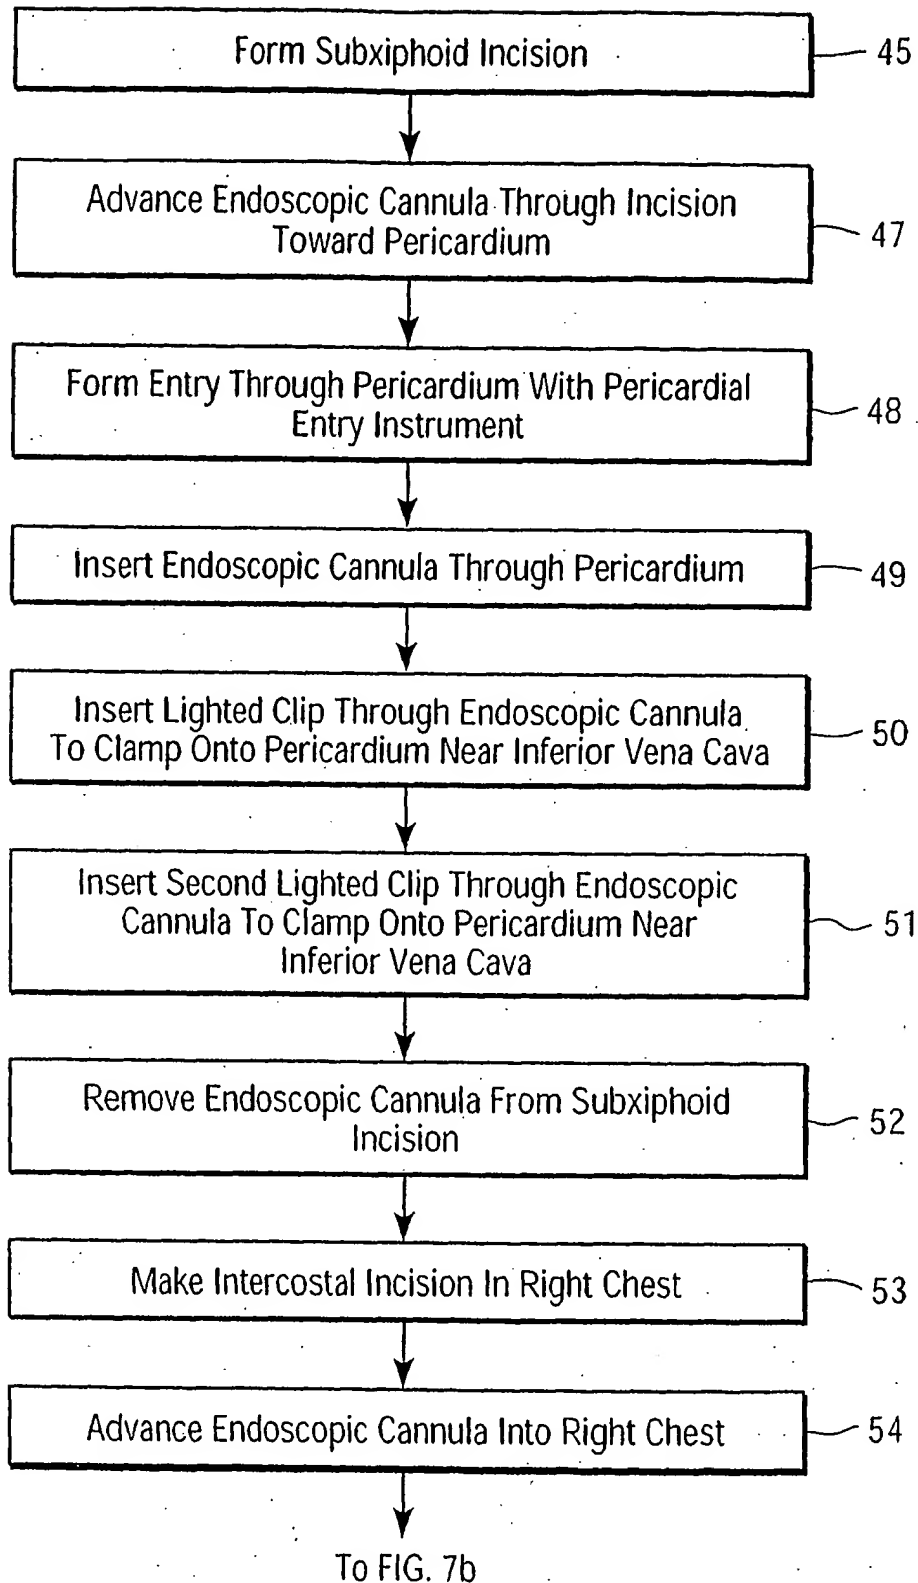 Form Subxiphoid Incision
45
Advance Endoscopic Cannula Through Incision
Toward Pericardium
47
Form Entry Through Pericardium With Pericardial
Entry Instrument
48
Insert Endoscopic Cannula Through Pericardium
49
Insert Lighted Clip Through Endoscopic Cannula
To Clamp Onto Pericardium Near Inferior Vena Cava
50
Insert Second Lighted Clip Through Endoscopic
Cannula To Clamp Onto Pericardium Near
Inferior Vena Cava
51
Remove Endoscopic Cannula From Subxiphoid
Incision
52
Make Intercostal Incision In Right Chest
53
Advance Endoscopic Cannula Into Right Chest
54
To FIG. 7b